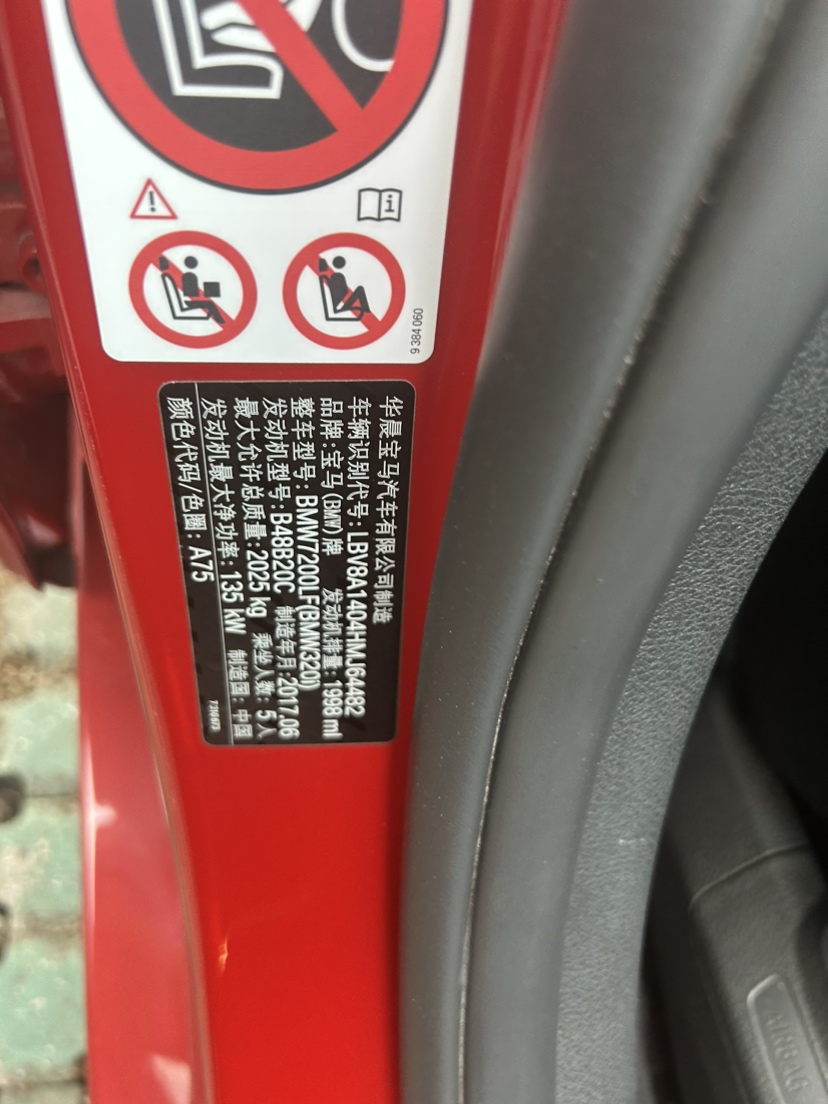 9 384 060
华晨宝马汽车有限公司制造
车辆识别代号: LBV8A1404HMJ64482
品牌: 宝马(BMW)牌 发动机排量: 1998 ml
整车型号: BMW7200LF(BMW320i)
发动机型号: B48B20C 制造年月: 2017.06
最大允许总质量: 2025 kg 乘坐人数: 5人
发动机最大净功率: 135 kW 制造国: 中国
颜色代码/色圈: A75
AIRBAG